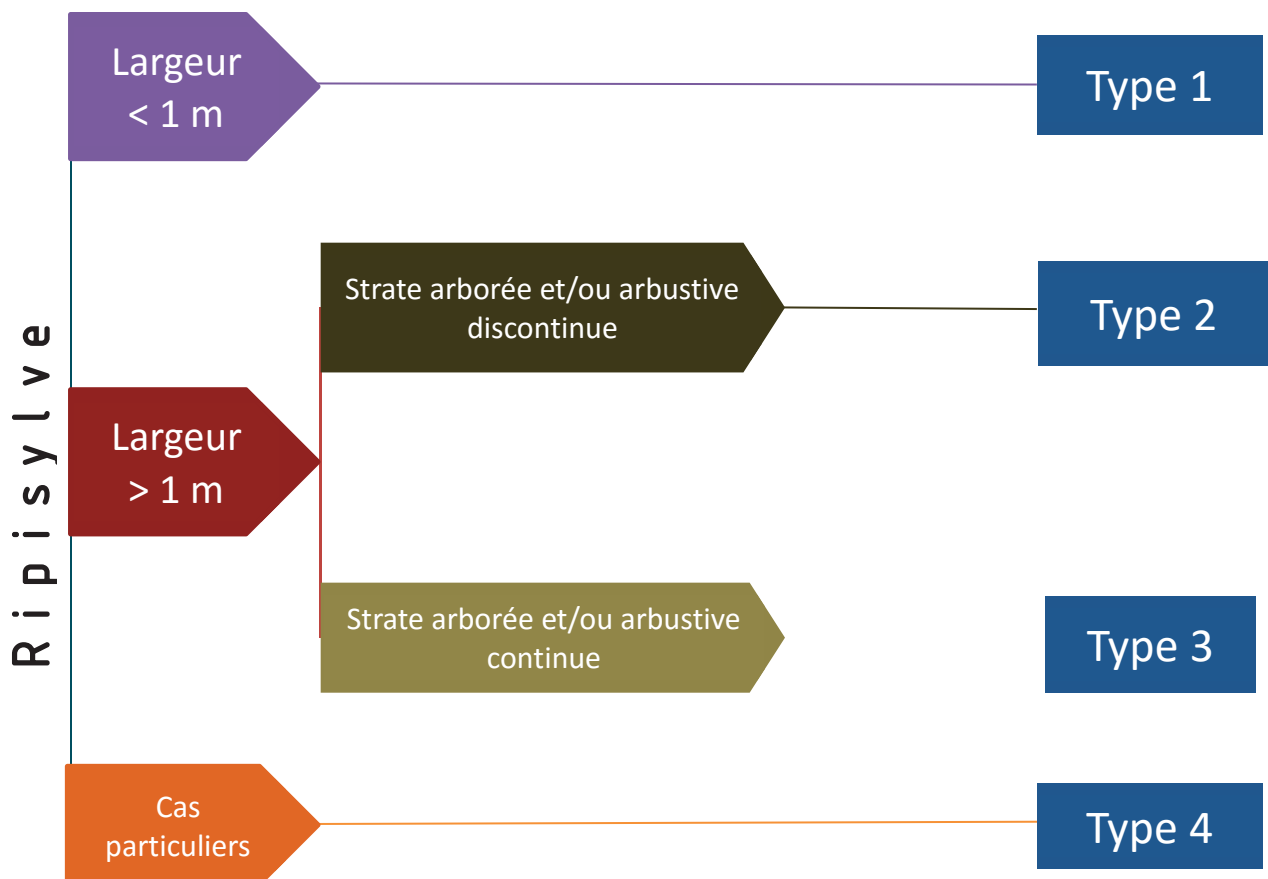 Ripisylve
Largeur
< 1 m
Type 1
Strate arborée et/ou arbustive
discontinue
Type 2
Largeur
> 1 m
Strate arborée et/ou arbustive
continue
Type 3
Cas
particuliers
Type 4